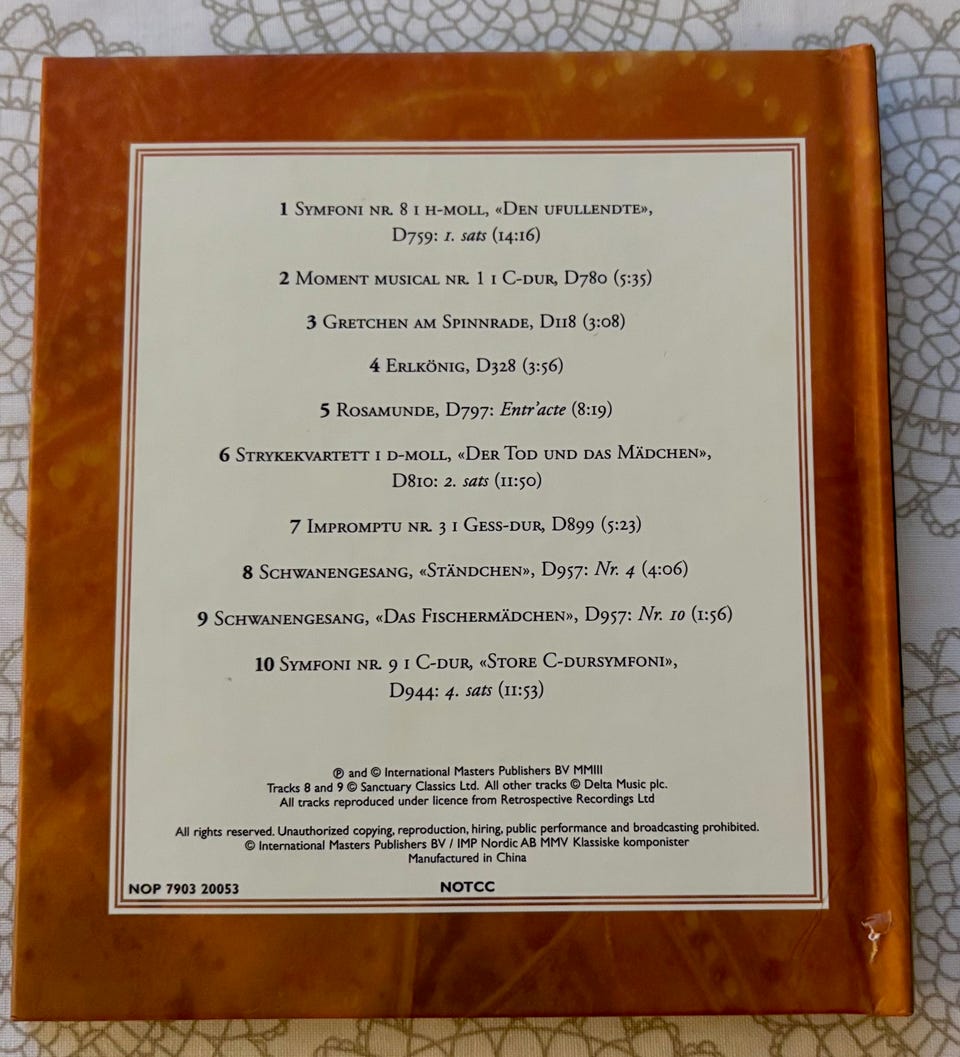 1 Symfoni nr. 8 i h-moll, «Den ufullendte»,
D759: 1. sats (14:16)
2 Moment musical nr. 1 i C-dur, D780 (5:35)
3 Gretchen am Spinnrade, D118 (3:08)
4 Erlkönig, D328 (3:56)
5 Rosamunde, D797: Entr'acte (8:19)
6 Strykekvartett i d-moll, «Der Tod und das Mädchen»,
D810: 2. sats (11:50)
7 Impromptu nr. 3 i Gess-dur, D899 (5:23)
8 Schwanengesang, «Ständchen», D957: Nr. 4 (4:06)
9 Schwanengesang, «Das Fischermädchen», D957: Nr. 10 (1:56)
10 Symfoni nr. 9 i C-dur, «Store C-dursymfoni»,
D944: 4. sats (11:53)
℗ and © International Masters Publishers BV MMIII
Tracks 8 and 9 © Sanctuary Classics Ltd. All other tracks © Delta Music plc.
All tracks reproduced under licence from Retrospective Recordings Ltd
All rights reserved. Unauthorized copying, reproduction, hiring, public performance and broadcasting prohibited.
© International Masters Publishers BV / IMP Nordic AB MMV Klassiske komponister
Manufactured in China
NOP 7903 20053 NOTCC